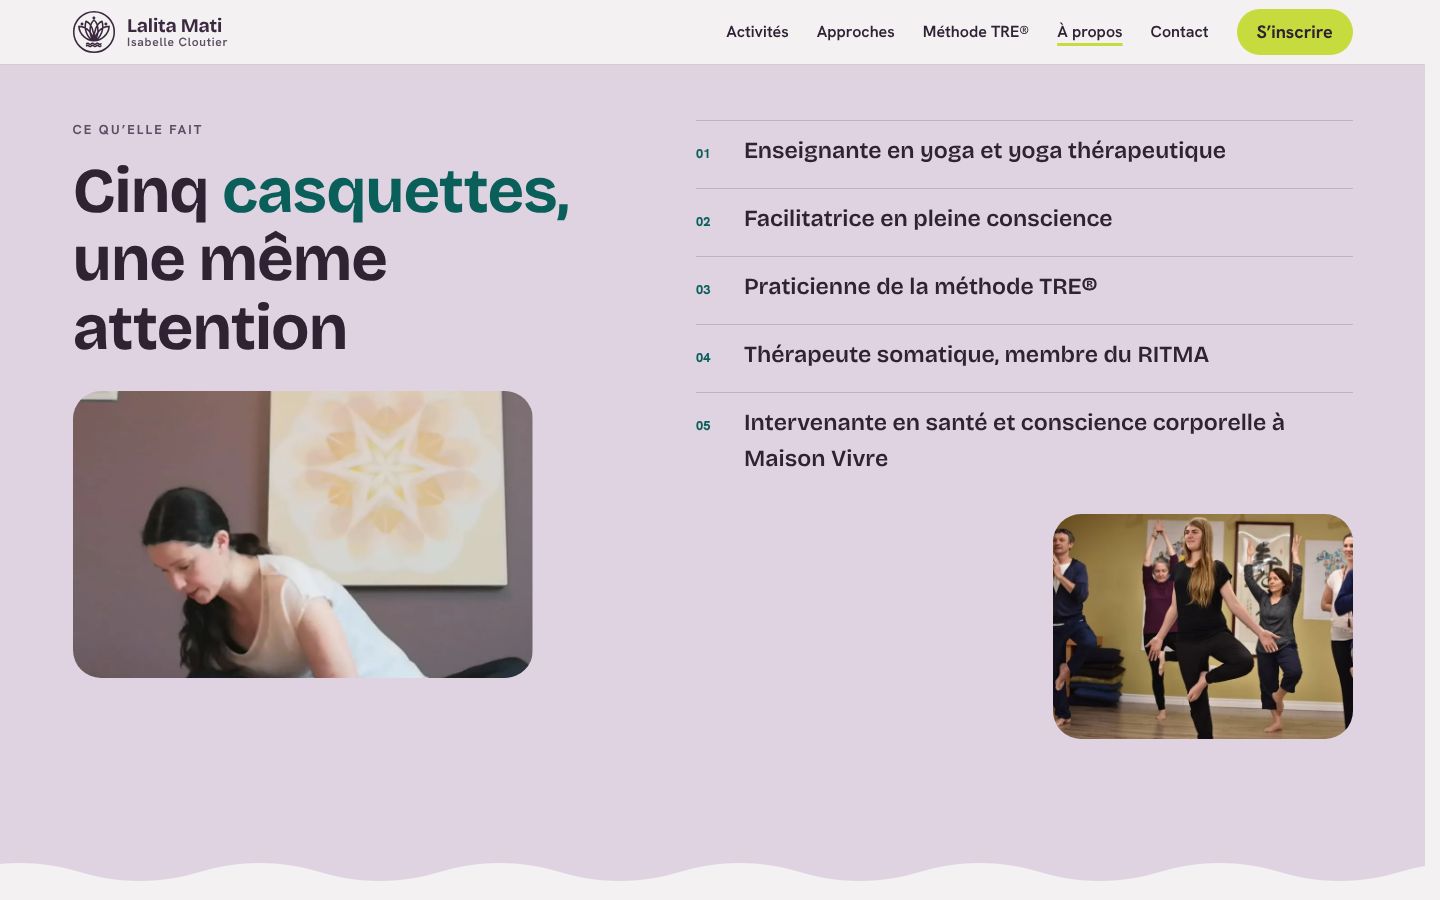 Lalita Mati
Isabelle Cloutier
Activités
Approches
Méthode TRE®
À propos
Contact
S’inscrire
CE QU’ELLE FAIT
Cinq casquettes,
une même
attention
01 Enseignante en yoga et yoga thérapeutique
02 Facilitatrice en pleine conscience
03 Praticienne de la méthode TRE®
04 Thérapeute somatique, membre du RITMA
05 Intervenante en santé et conscience corporelle à
Maison Vivre